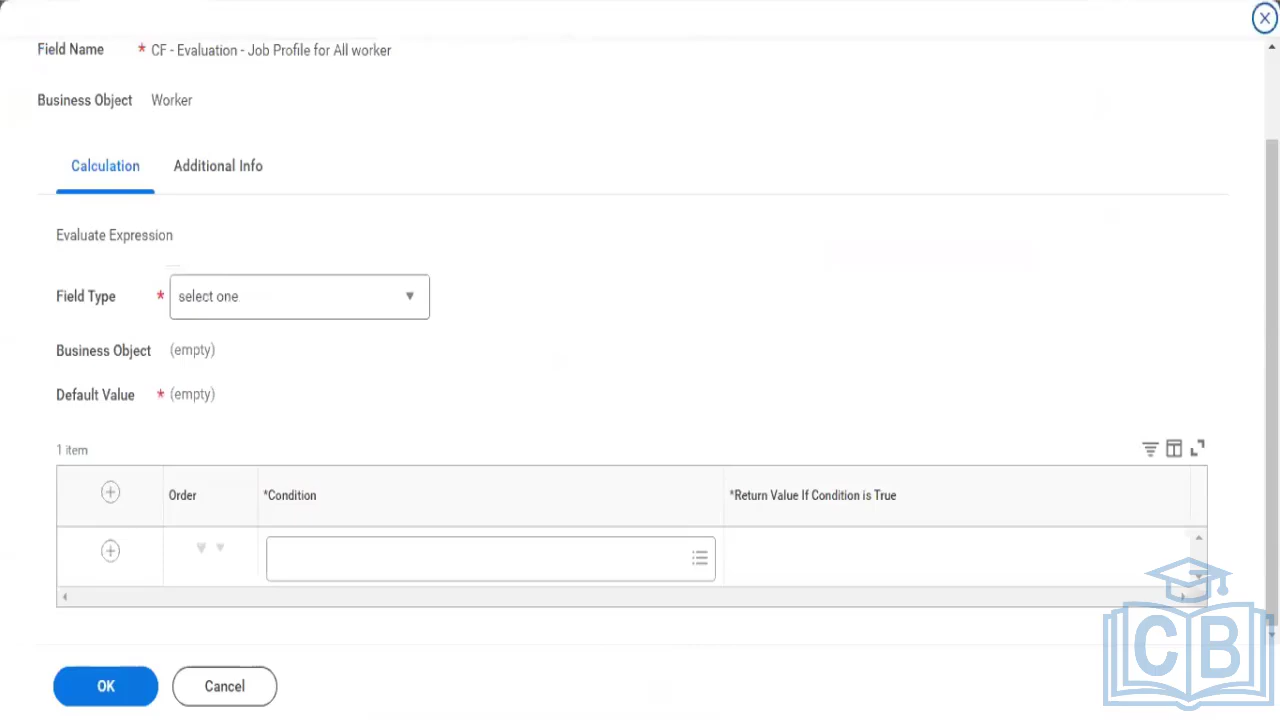 Field Name * CF - Evaluation - Job Profile for All worker
Business Object Worker
Calculation Additional Info
Evaluate Expression
Field Type * select one
Business Object (empty)
Default Value * (empty)
1 item
Order *Condition *Return Value If Condition is True
CB
OK Cancel